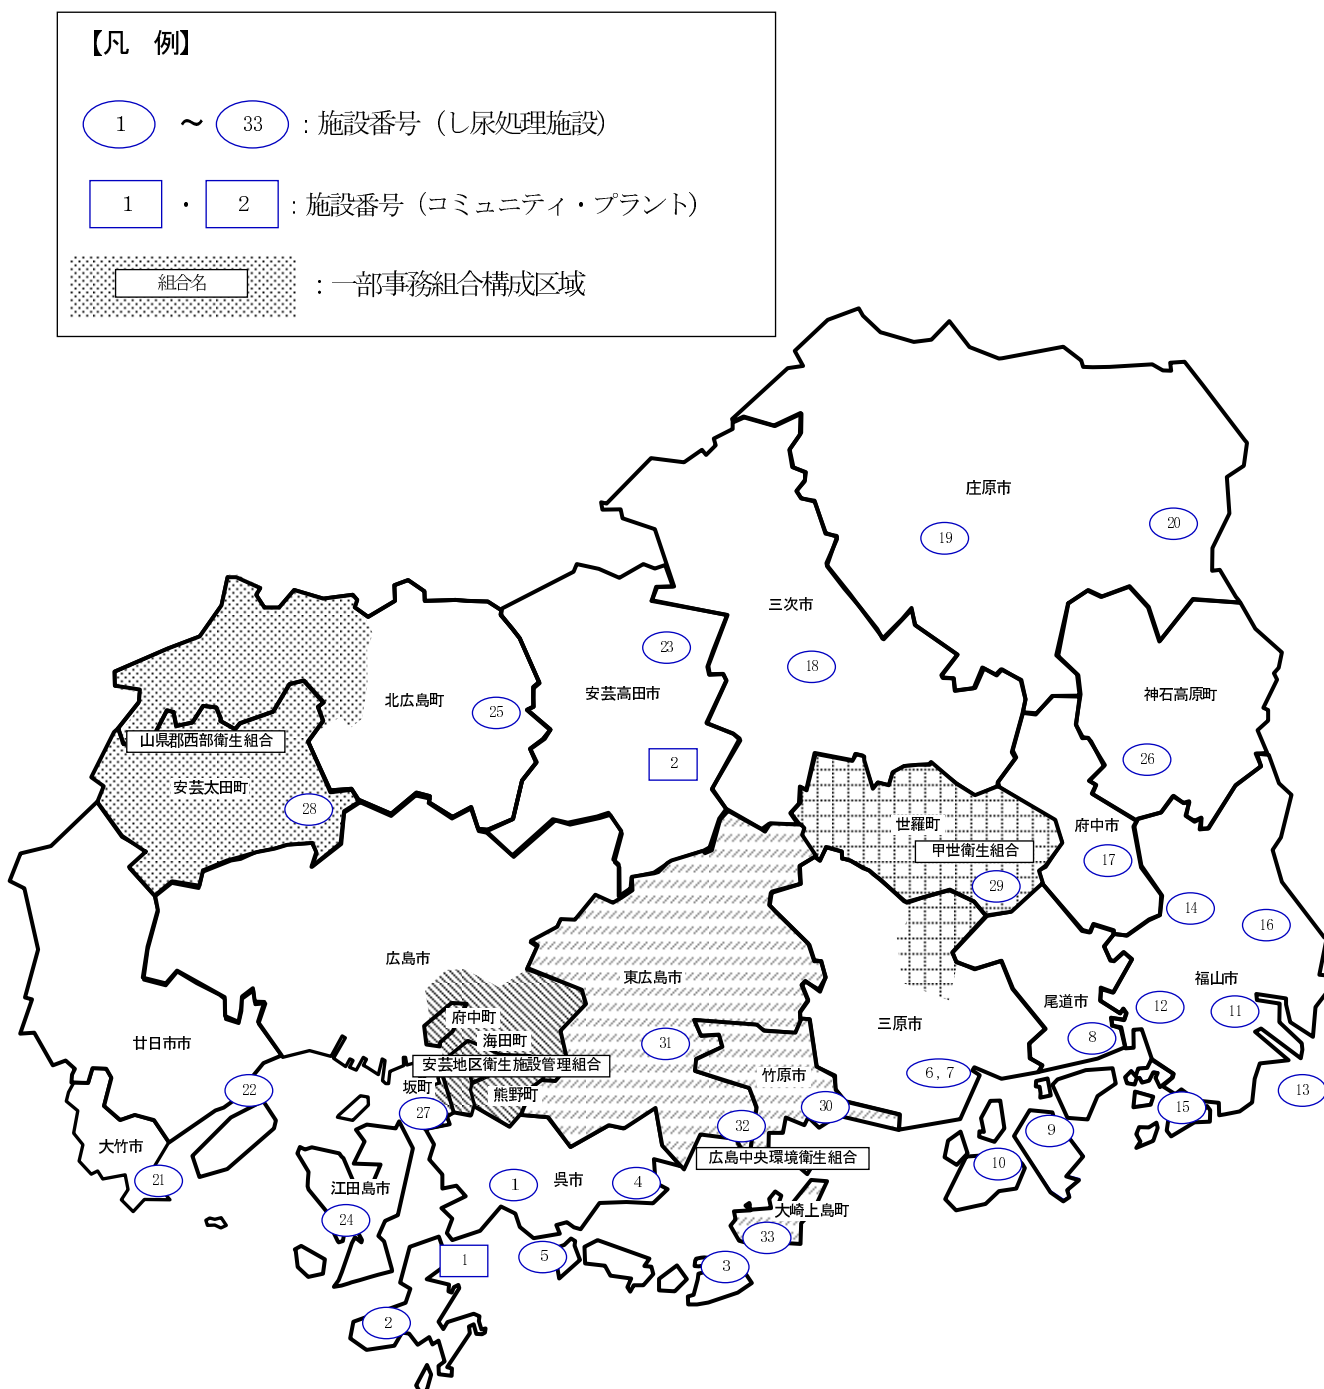 【凡　例】
1 ～ 33 : 施設番号（し尿処理施設）
1 ・ 2 : 施設番号（コミュニティ・プラント）
組合名 : 一部事務組合構成区域
庄原市
20
19
三次市
23
18
安芸高田市
神石高原町
北広島町
25
山県郡西部衛生組合
2
26
安芸太田町
28
世羅町
府中市
甲世衛生組合
17
29
14
16
広島市
東広島市
福山市
尾道市
12
11
府中町
三原市
海田町
31
8
廿日市市
安芸地区衛生施設管理組合
竹原市
6，7
坂町
22
熊野町
13
27
30
15
32
9
大竹市
広島中央環境衛生組合
10
21
江田島市
1
呉市
4
大崎上島町
24
33
1
5
3
2